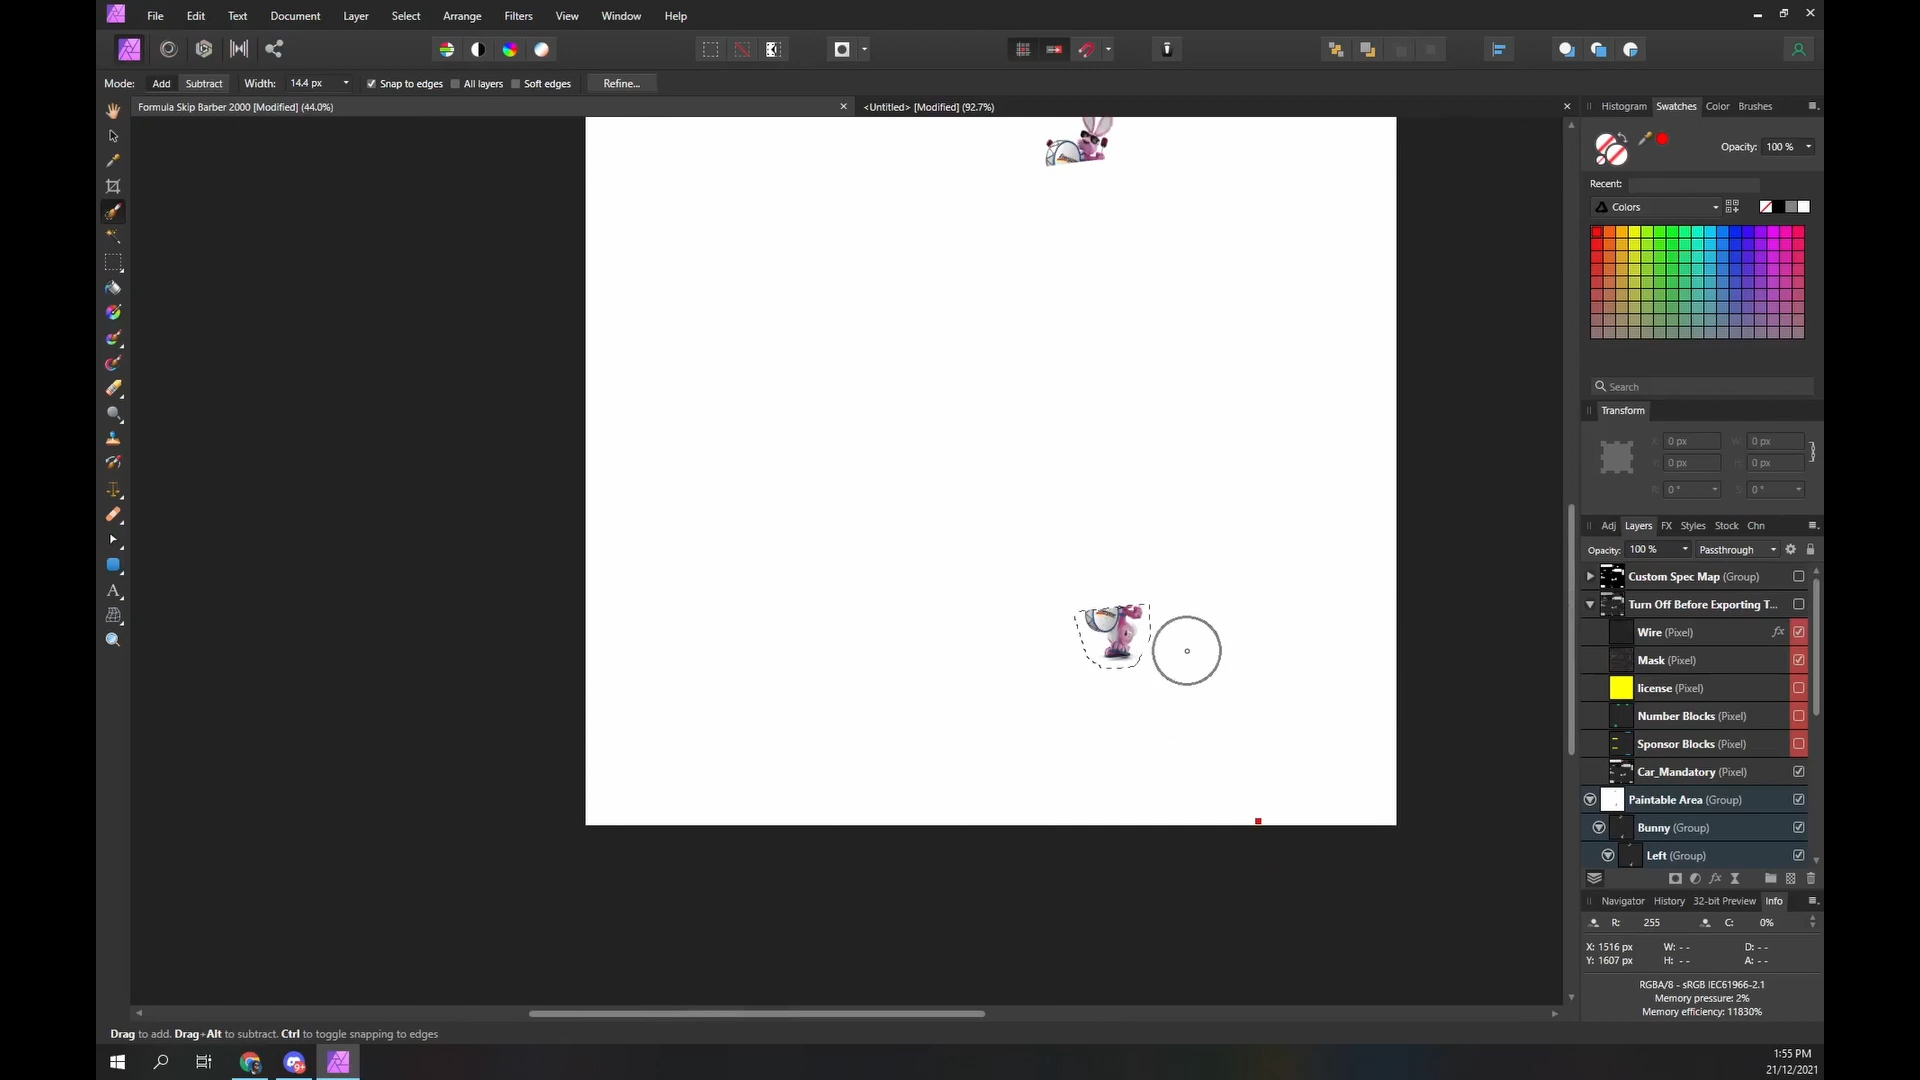 File Edit Text Document Layer Select Arrange Filters View Window Help
Mode: Add Subtract Width: 14.4 px Snap to edges All layers Soft edges Refine...
Formula Skip Barber 2000 [Modified] (44.0%)
<Untitled> [Modified] (92.7%)
Histogram Swatches Color Brushes
Opacity: 100 %
Recent:
Colors
Search
Transform
X: 0 px W: 0 px
Y: 0 px H: 0 px
R: 0 ° S: 0 °
Adj Layers FX Styles Stock Chn
Opacity: 100 % Passthrough
Custom Spec Map (Group)
Turn Off Before Exporting T...
Wire (Pixel) fx
Mask (Pixel)
license (Pixel)
Number Blocks (Pixel)
Sponsor Blocks (Pixel)
Car_Mandatory (Pixel)
Paintable Area (Group)
Bunny (Group)
Left (Group)
fx
Navigator History 32-bit Preview Info
R: 255 C: 0%
X: 1516 px W: - - D: - -
Y: 1607 px H: - - A: - -
RGBA/8 - sRGB IEC61966-2.1
Memory pressure: 2%
Memory efficiency: 11830%
Drag to add. Drag+Alt to subtract. Ctrl to toggle snapping to edges
9+
1:55 PM
21/12/2021